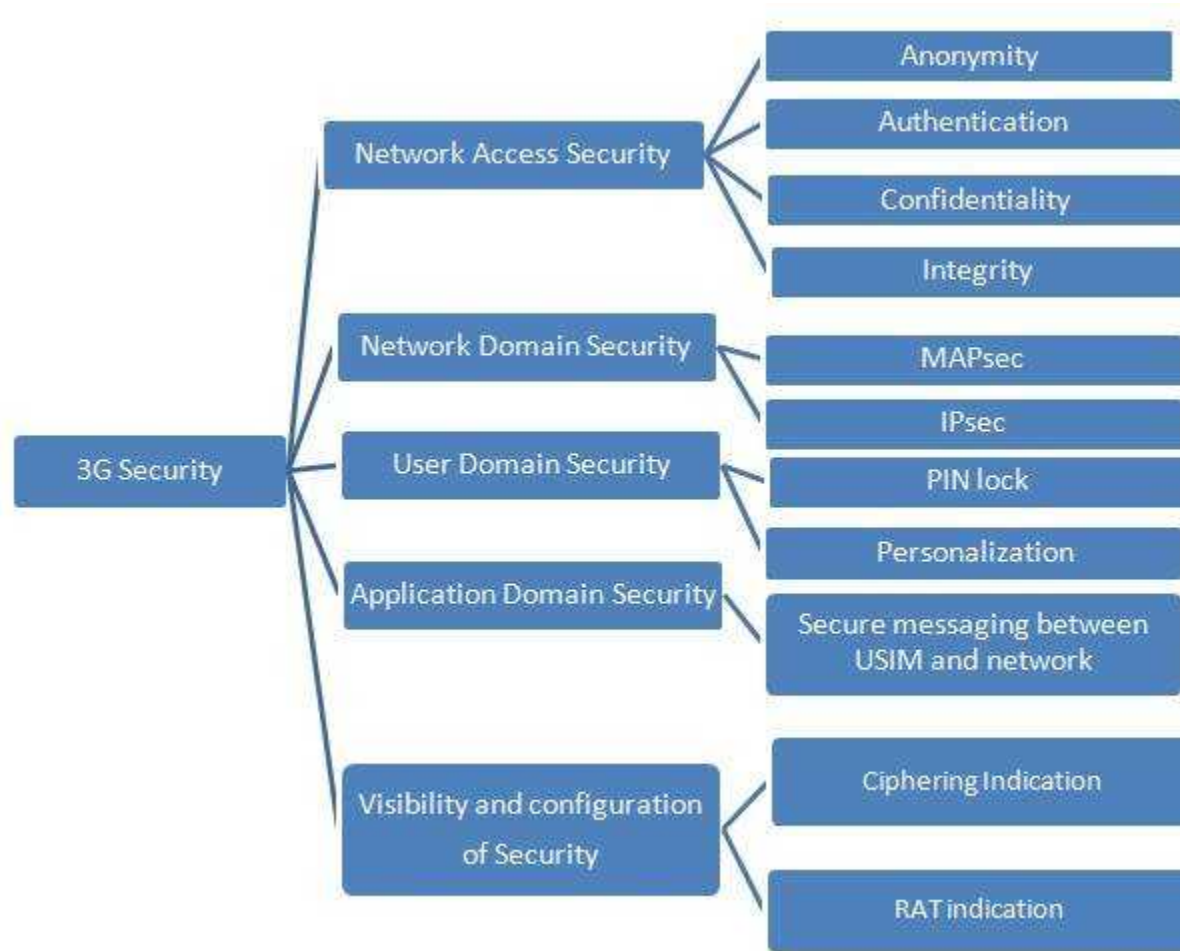 3G Security
Network Access Security
Anonymity
Authentication
Confidentiality
Integrity
Network Domain Security
MAPsec
IPsec
User Domain Security
PIN lock
Personalization
Application Domain Security
Secure messaging between
USIM and network
Visibility and configuration
of Security
Ciphering Indication
RAT indication